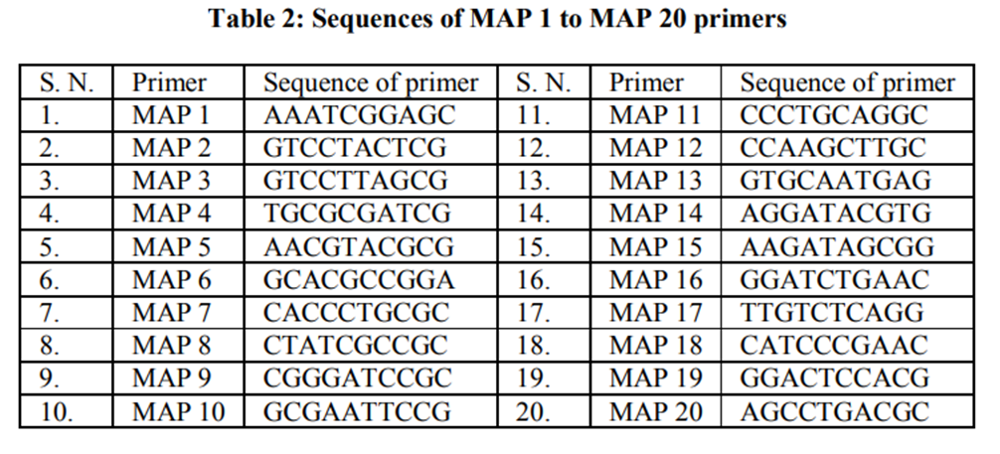 Table 2: Sequences of MAP 1 to MAP 20 primers
S. N. Primer Sequence of primer S. N. Primer Sequence of primer
1. MAP 1 AAATCGGAGC 11. MAP 11 CCCTGCAGGC
2. MAP 2 GTCCTACTCG 12. MAP 12 CCAAGCTTGC
3. MAP 3 GTCCTTAGCG 13. MAP 13 GTGCAATGAG
4. MAP 4 TGCGCGATCG 14. MAP 14 AGGATACGTG
5. MAP 5 AACGTACGCG 15. MAP 15 AAGATAGCGG
6. MAP 6 GCACGCCGGA 16. MAP 16 GGATCTGAAC
7. MAP 7 CACCCTGCGC 17. MAP 17 TTGTCTCAGG
8. MAP 8 CTATCGCCGC 18. MAP 18 CATCCCGAAC
9. MAP 9 CGGGATCCGC 19. MAP 19 GGACTCCACG
10. MAP 10 GCGAATTCCG 20. MAP 20 AGCCTGACGC